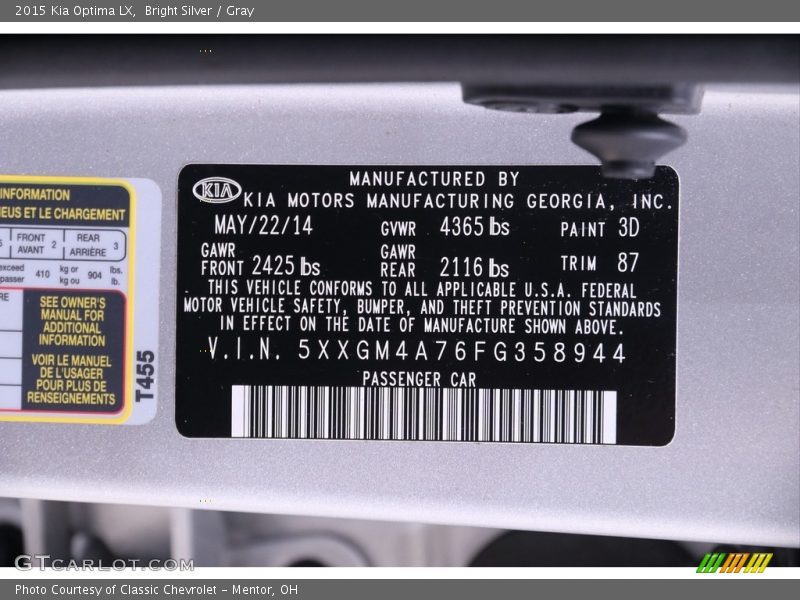 2015 Kia Optima LX, Bright Silver / Gray
INFORMATION
NEUS ET LE CHARGEMENT
FRONT AVANT 2 REAR ARRIÈRE 3
exceed 410 kg or 904 lbs.
passer kg ou lb.
SEE OWNER'S
MANUAL FOR
ADDITIONAL
INFORMATION
VOIR LE MANUEL
DE L'USAGER
POUR PLUS DE
RENSEIGNEMENTS
T455
MANUFACTURED BY
KIA KIA MOTORS MANUFACTURING GEORGIA, INC.
MAY/22/14 GVWR 4365 lbs PAINT 3D
GAWR FRONT 2425 lbs GAWR REAR 2116 lbs TRIM 87
THIS VEHICLE CONFORMS TO ALL APPLICABLE U.S.A. FEDERAL
MOTOR VEHICLE SAFETY, BUMPER, AND THEFT PREVENTION STANDARDS
IN EFFECT ON THE DATE OF MANUFACTURE SHOWN ABOVE.
V.I.N. 5XXGM4A76FG358944
PASSENGER CAR
GTCarLot.com
Photo Courtesy of Classic Chevrolet - Mentor, OH